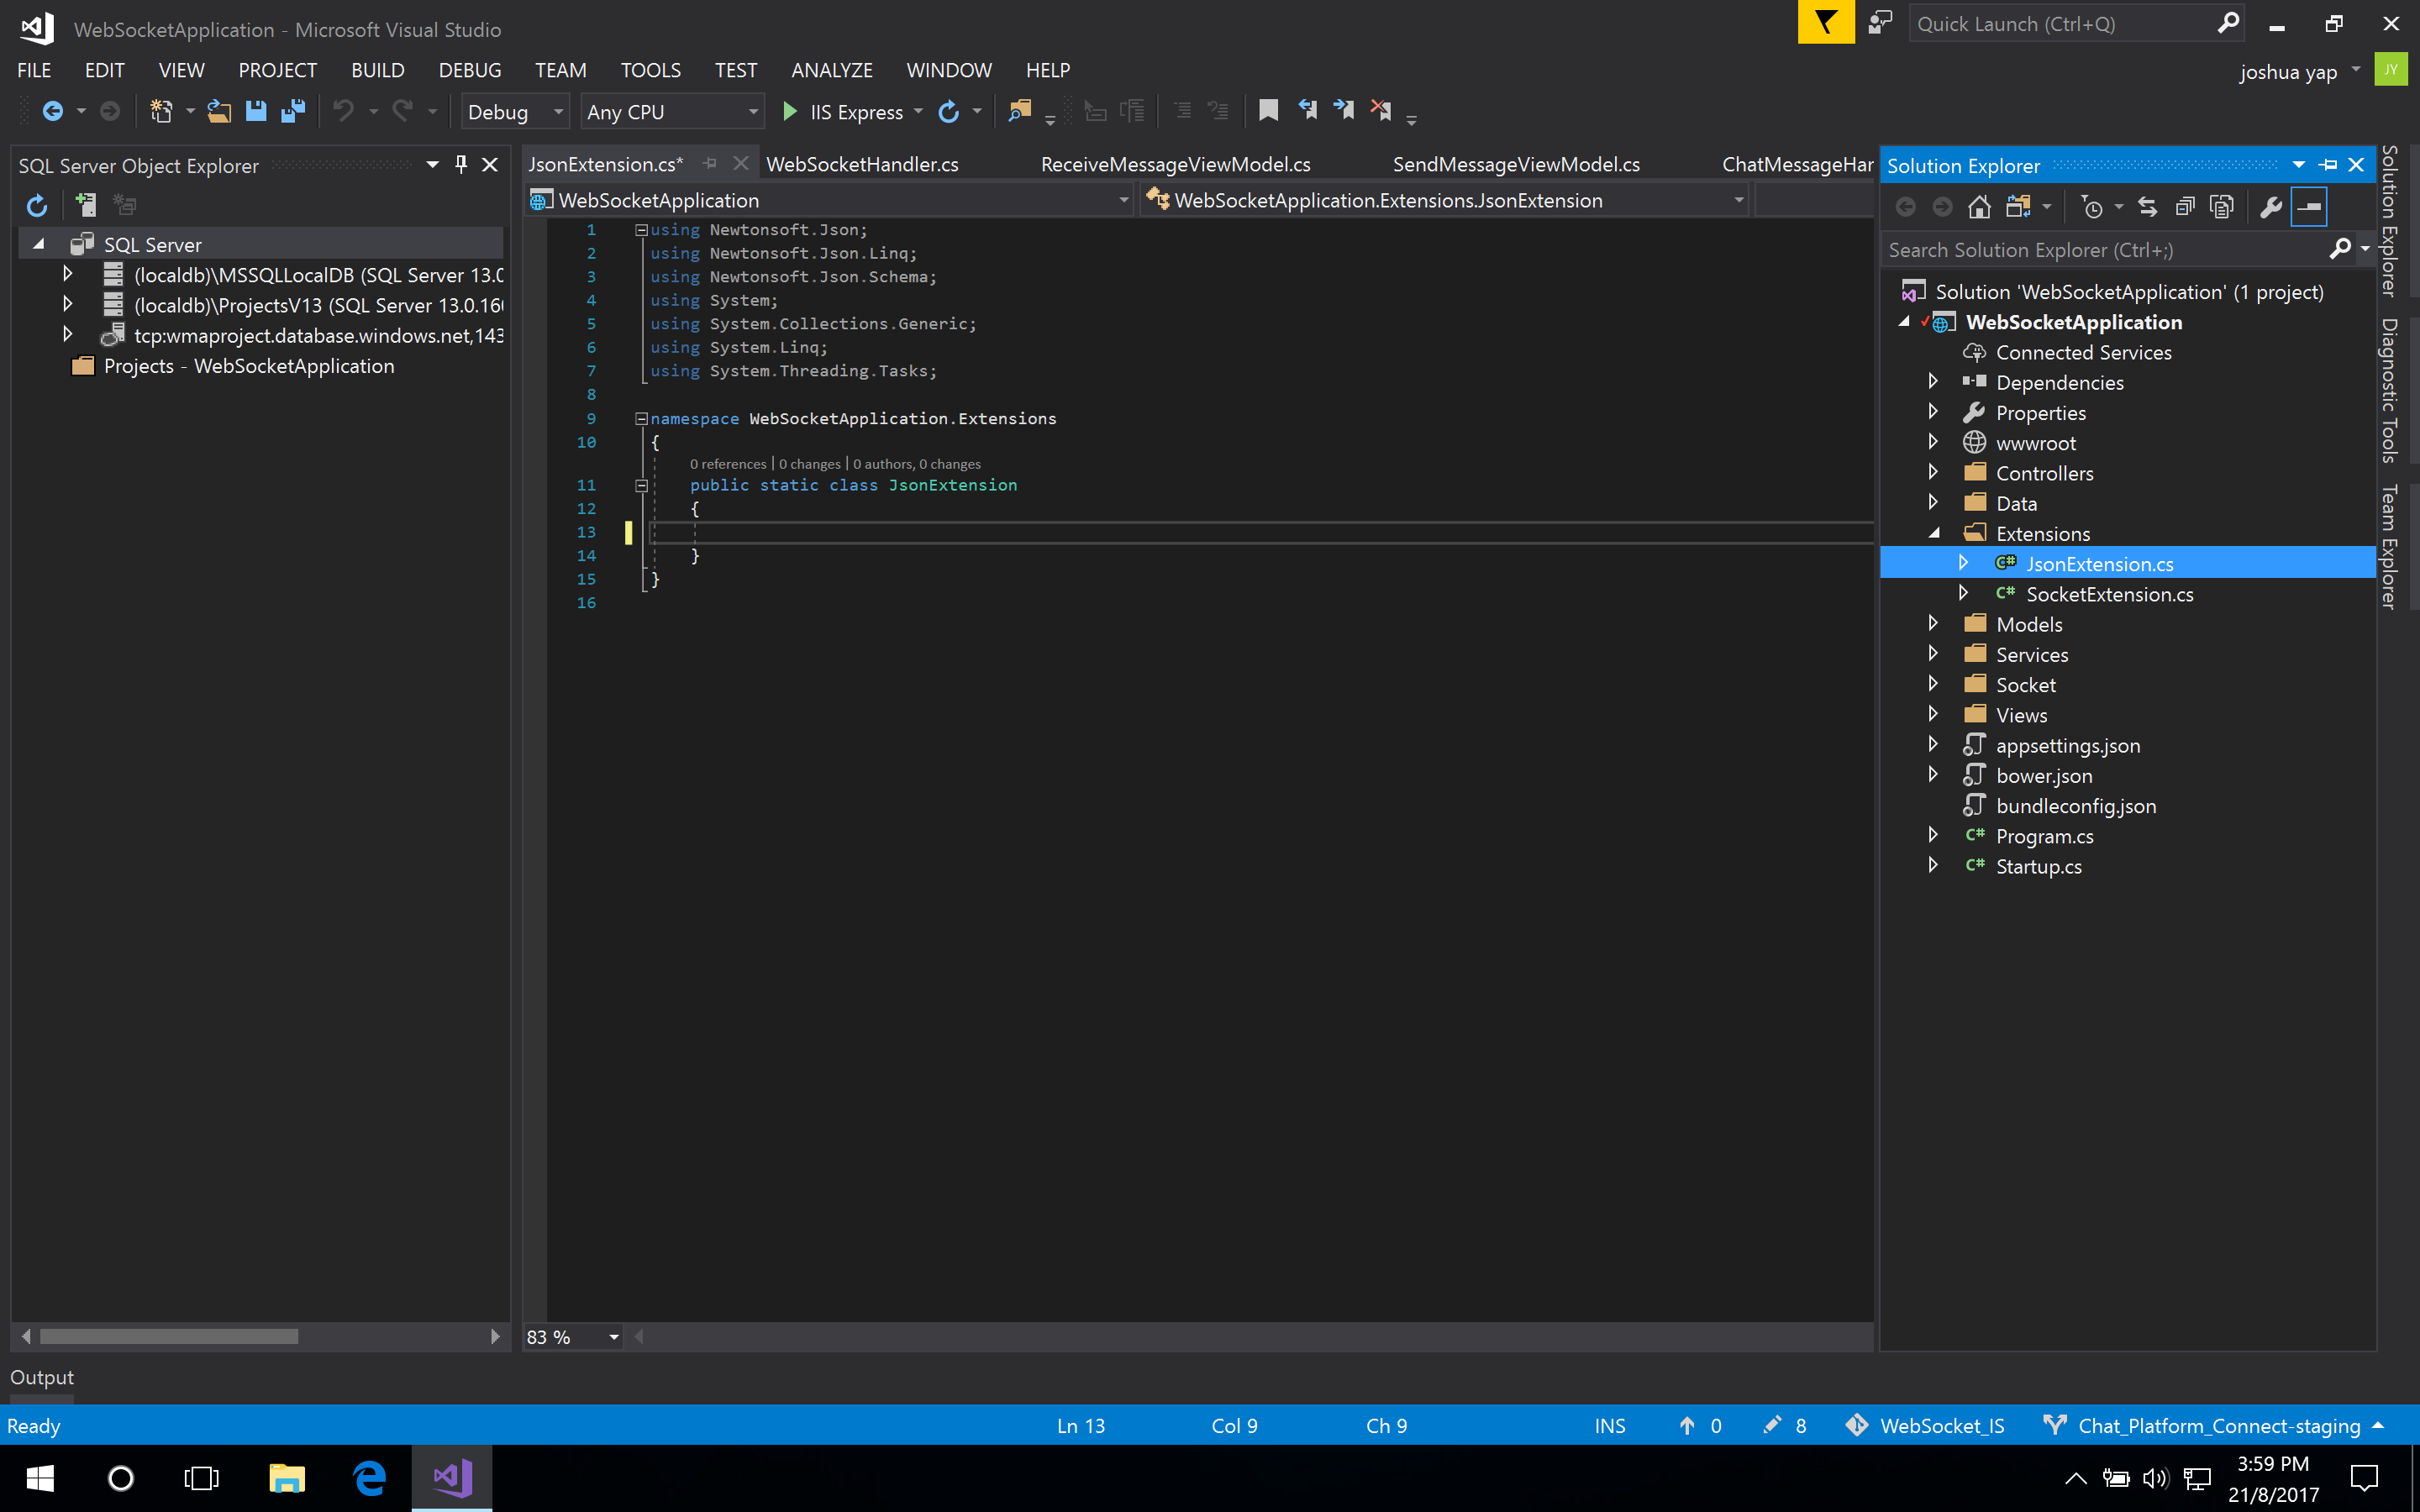 WebSocketApplication - Microsoft Visual Studio
Quick Launch (Ctrl+Q)
FILE EDIT VIEW PROJECT BUILD DEBUG TEAM TOOLS TEST ANALYZE WINDOW HELP
joshua yap
JY
Debug
Any CPU
IIS Express
SQL Server Object Explorer
SQL Server
(localdb)\MSSQLLocalDB (SQL Server 13.0
(localdb)\ProjectsV13 (SQL Server 13.0.16
tcp:wmaproject.database.windows.net,143
Projects - WebSocketApplication
JsonExtension.cs*
WebSocketHandler.cs
ReceiveMessageViewModel.cs
SendMessageViewModel.cs
ChatMessageHar
WebSocketApplication
WebSocketApplication.Extensions.JsonExtension
1 using Newtonsoft.Json;
2 using Newtonsoft.Json.Linq;
3 using Newtonsoft.Json.Schema;
4 using System;
5 using System.Collections.Generic;
6 using System.Linq;
7 using System.Threading.Tasks;
8
9 namespace WebSocketApplication.Extensions
10 {
0 references | 0 changes | 0 authors, 0 changes
11 public static class JsonExtension
12 {
13
14 }
15 }
16
83 %
Solution Explorer
Search Solution Explorer (Ctrl+;)
Solution 'WebSocketApplication' (1 project)
WebSocketApplication
Connected Services
Dependencies
Properties
wwwroot
Controllers
Data
Extensions
C# JsonExtension.cs
C# SocketExtension.cs
Models
Services
Socket
Views
appsettings.json
bower.json
bundleconfig.json
C# Program.cs
C# Startup.cs
Solution Explorer
Diagnostic Tools
Team Explorer
Output
Ready
Ln 13
Col 9
Ch 9
INS
0
8
WebSocket_IS
Chat_Platform_Connect-staging
3:59 PM
21/8/2017